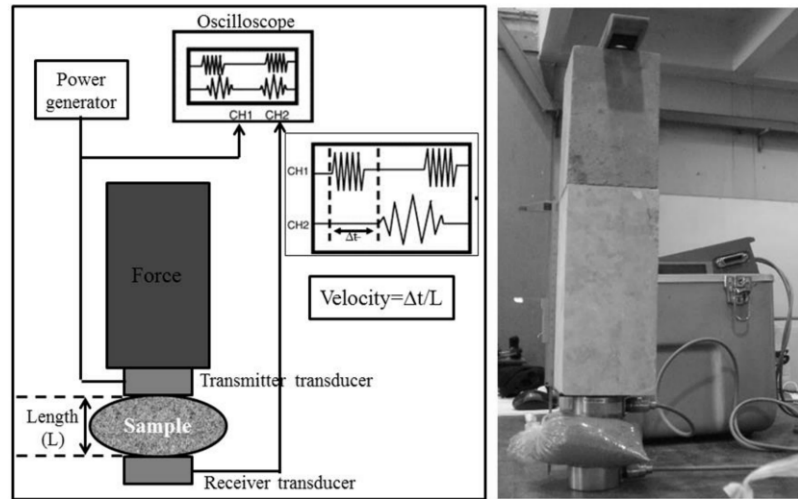 Oscilloscope
Power
generator
CH1 CH2
CH1
CH2
Δt
Force
Velocity=Δt/L
Transmitter transducer
Length
(L)
Sample
Receiver transducer